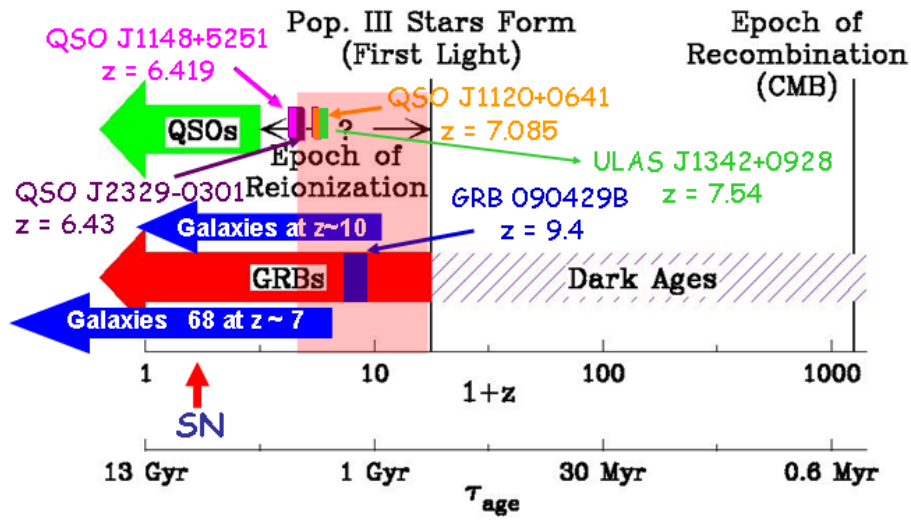 QSO J1148+5251
z = 6.419
Pop. III Stars Form
(First Light)
Epoch of
Recombination
(CMB)
QSOs
?
QSO J1120+0641
z = 7.085
Epoch of
Reionization
ULAS J1342+0928
z = 7.54
QSO J2329-0301
z = 6.43
GRB 090429B
z = 9.4
Galaxies at z~10
GRBs
Dark Ages
Galaxies 68 at z ~ 7
1 10 100 1000
1+z
SN
13 Gyr 1 Gyr 30 Myr 0.6 Myr
τage